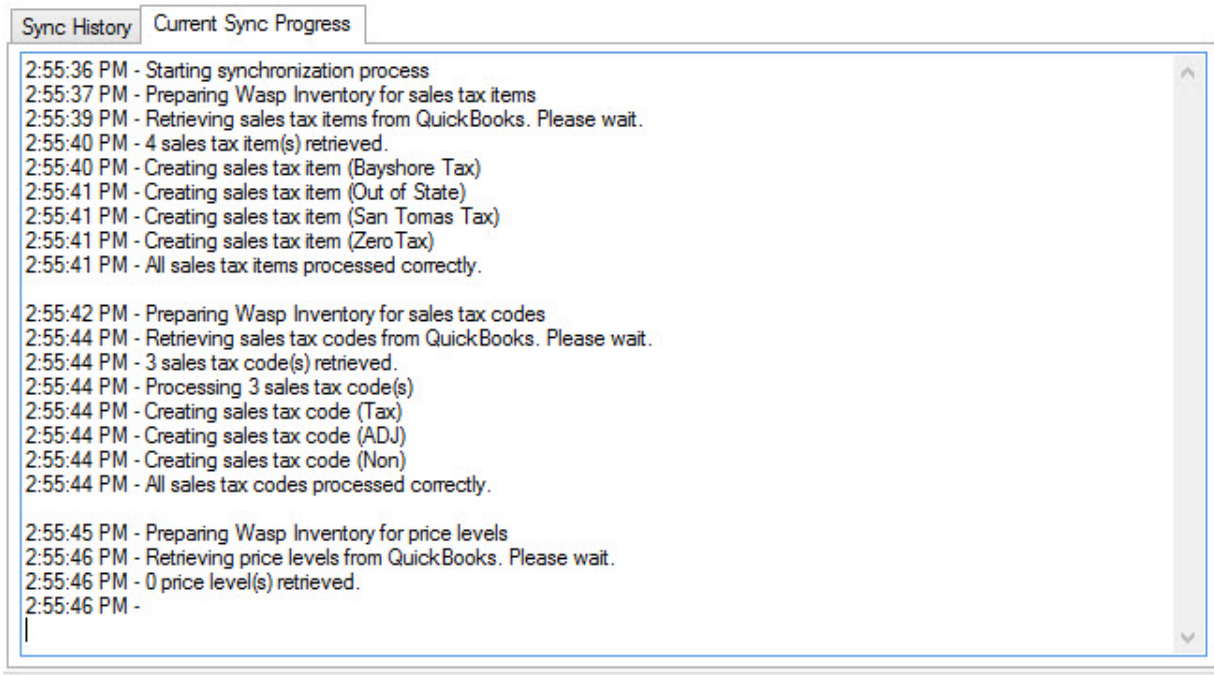 Sync History
Current Sync Progress
2:55:36 PM - Starting synchronization process
2:55:37 PM - Preparing Wasp Inventory for sales tax items
2:55:39 PM - Retrieving sales tax items from QuickBooks. Please wait.
2:55:40 PM - 4 sales tax item(s) retrieved.
2:55:40 PM - Creating sales tax item (Bayshore Tax)
2:55:41 PM - Creating sales tax item (Out of State)
2:55:41 PM - Creating sales tax item (San Tomas Tax)
2:55:41 PM - Creating sales tax item (ZeroTax)
2:55:41 PM - All sales tax items processed correctly.
2:55:42 PM - Preparing Wasp Inventory for sales tax codes
2:55:44 PM - Retrieving sales tax codes from QuickBooks. Please wait.
2:55:44 PM - 3 sales tax code(s) retrieved.
2:55:44 PM - Processing 3 sales tax code(s)
2:55:44 PM - Creating sales tax code (Tax)
2:55:44 PM - Creating sales tax code (ADJ)
2:55:44 PM - Creating sales tax code (Non)
2:55:44 PM - All sales tax codes processed correctly.
2:55:45 PM - Preparing Wasp Inventory for price levels
2:55:46 PM - Retrieving price levels from QuickBooks. Please wait.
2:55:46 PM - 0 price level(s) retrieved.
2:55:46 PM -